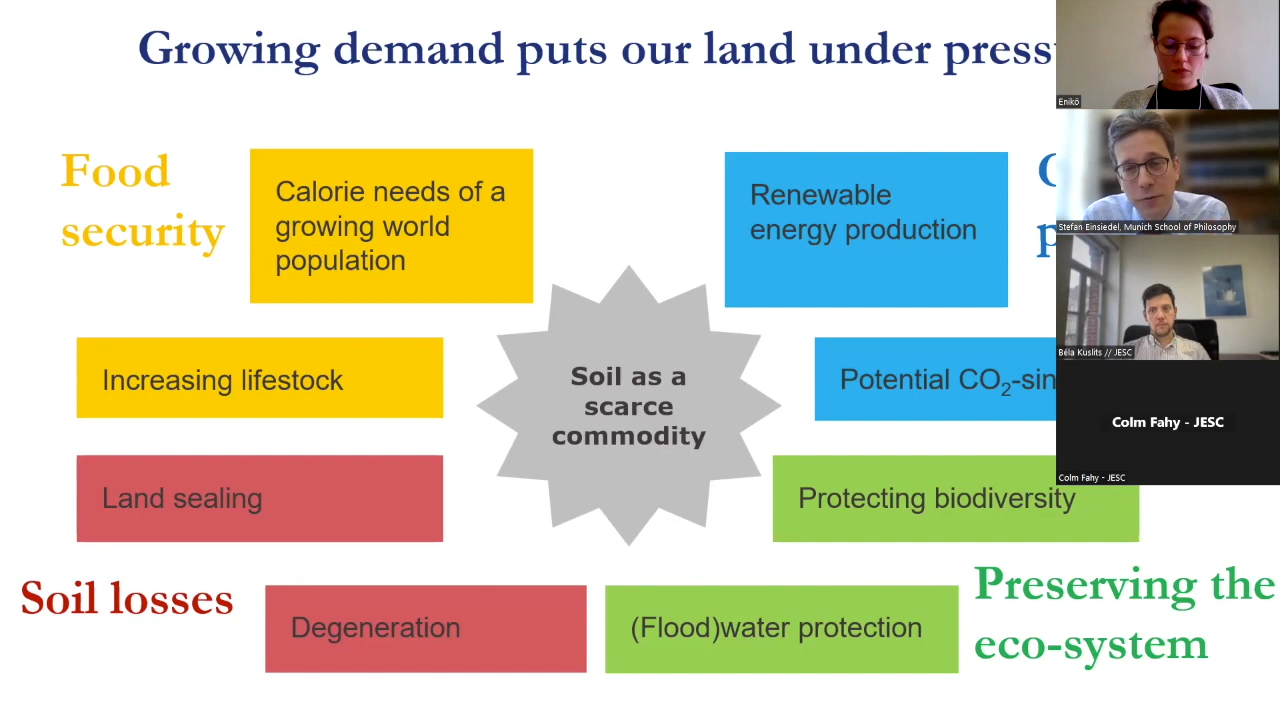 Growing demand puts our land under
Food
security
Calorie needs of a
growing world
population
Renewable
energy production
Increasing lifestock
Soil as a
scarce
commodity
Potential CO₂
Land sealing
Protecting biodiversity
Soil losses
Degeneration
(Flood)water protection
Preserving the
eco-system
Enikő
Stefan Einsiedel, Munich School of Philosophy
Béla Kuslits // JESC
Colm Fahy - JESC
Colm Fahy - JESC